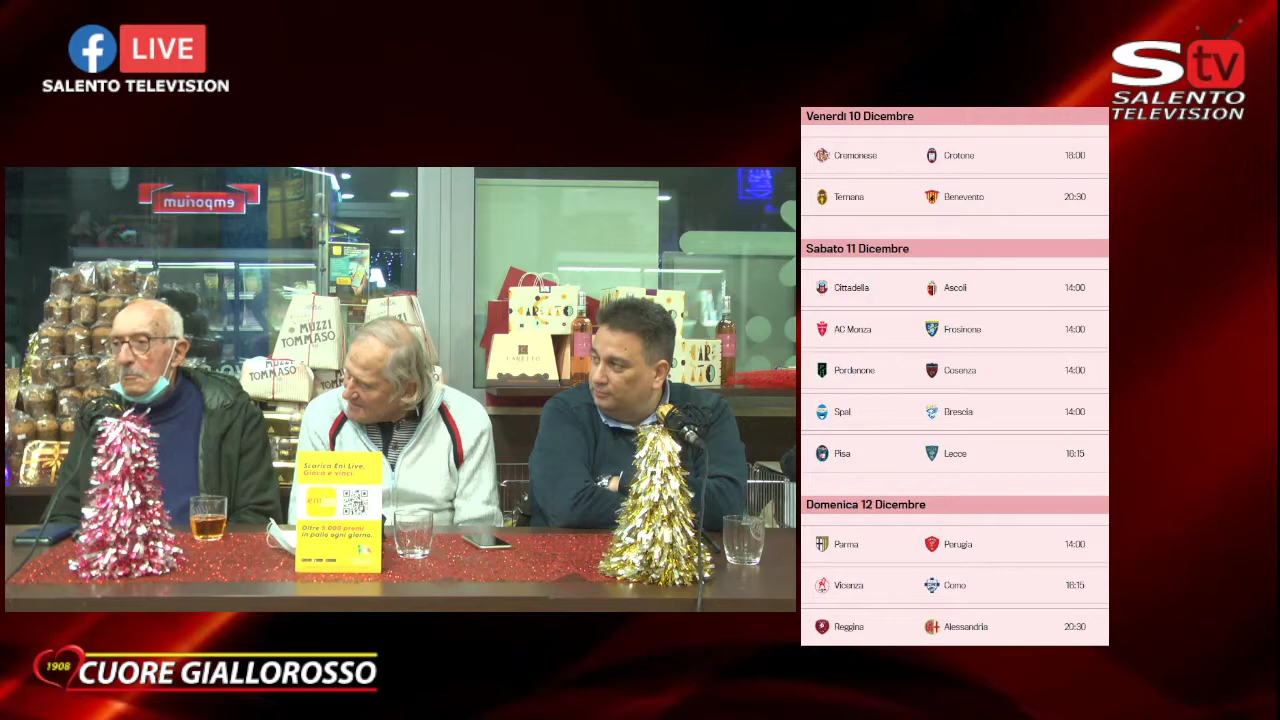 LIVE
SALENTO TELEVISION
S tv
SALENTO
TELEVISION
Venerdì 10 Dicembre
Cremonese Crotone 18:00
Ternana Benevento 20:30
Sabato 11 Dicembre
Cittadella Ascoli 14:00
AC Monza Frosinone 14:00
Pordenone Cosenza 14:00
Spal Brescia 14:00
Pisa Lecce 16:15
Domenica 12 Dicembre
Parma Perugia 14:00
Vicenza Como 16:15
Reggina Alessandria 20:30
emporium
MUZZI
TOMMASO
MUZZI
TOMMASO
Scarica Eni Live.
Gioca e vinci.
Oltre 5 000 premi
in palio ogni giorno.
1908
CUORE GIALLOROSSO